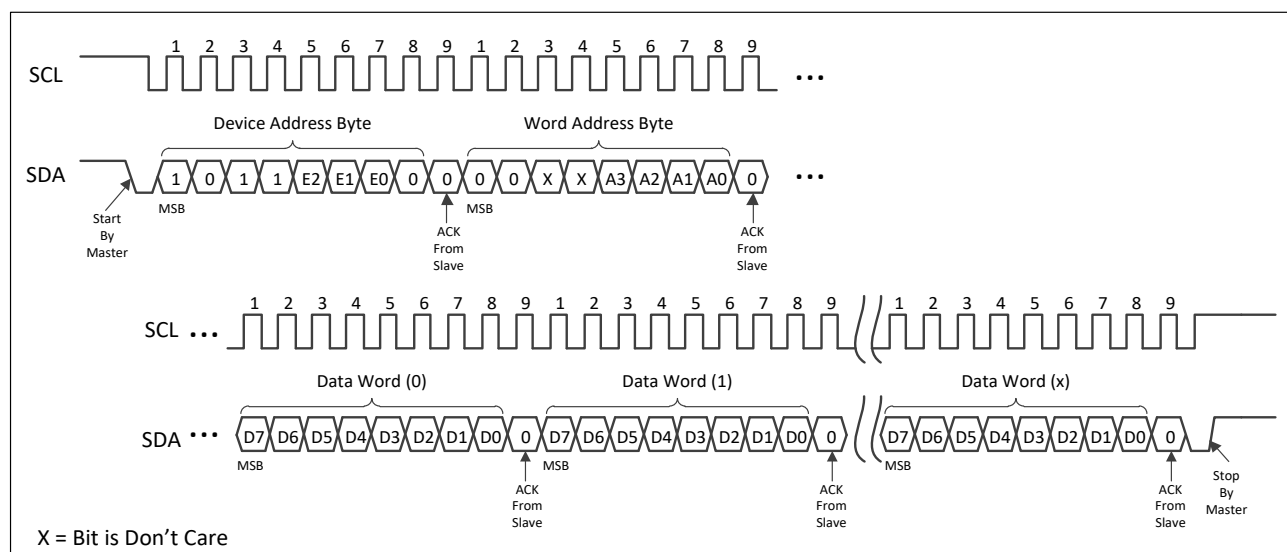 1 2 3 4 5 6 7 8 9 1 2 3 4 5 6 7 8 9
SCL ...
Device Address Byte Word Address Byte
SDA 1 0 1 1 E2 E1 E0 0 0 0 0 X X A3 A2 A1 A0 0 ...
MSB MSB
Start
By
Master
ACK
From
Slave
ACK
From
Slave
1 2 3 4 5 6 7 8 9 1 2 3 4 5 6 7 8 9 1 2 3 4 5 6 7 8 9
SCL ...
Data Word (0) Data Word (1) Data Word (x)
SDA ... D7 D6 D5 D4 D3 D2 D1 D0 0 D7 D6 D5 D4 D3 D2 D1 D0 0 D7 D6 D5 D4 D3 D2 D1 D0 0
MSB MSB MSB
ACK
From
Slave
ACK
From
Slave
ACK
From
Slave
Stop
By
Master
X = Bit is Don’t Care